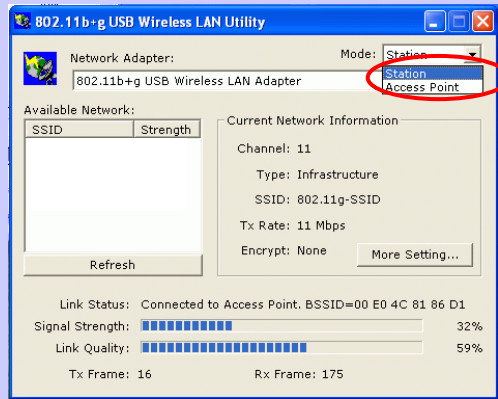 802.11b+g USB Wireless LAN Utility
Network Adapter:
Mode: Station
802.11b+g USB Wireless LAN Adapter
Station
Access Point
Available Network:
SSID Strength
Refresh
Current Network Information
Channel: 11
Type: Infrastructure
SSID: 802.11g-SSID
Tx Rate: 11 Mbps
Encrypt: None
More Setting...
Link Status: Connected to Access Point. BSSID=00 E0 4C 81 86 D1
Signal Strength: 32%
Link Quality: 59%
Tx Frame: 16 Rx Frame: 175